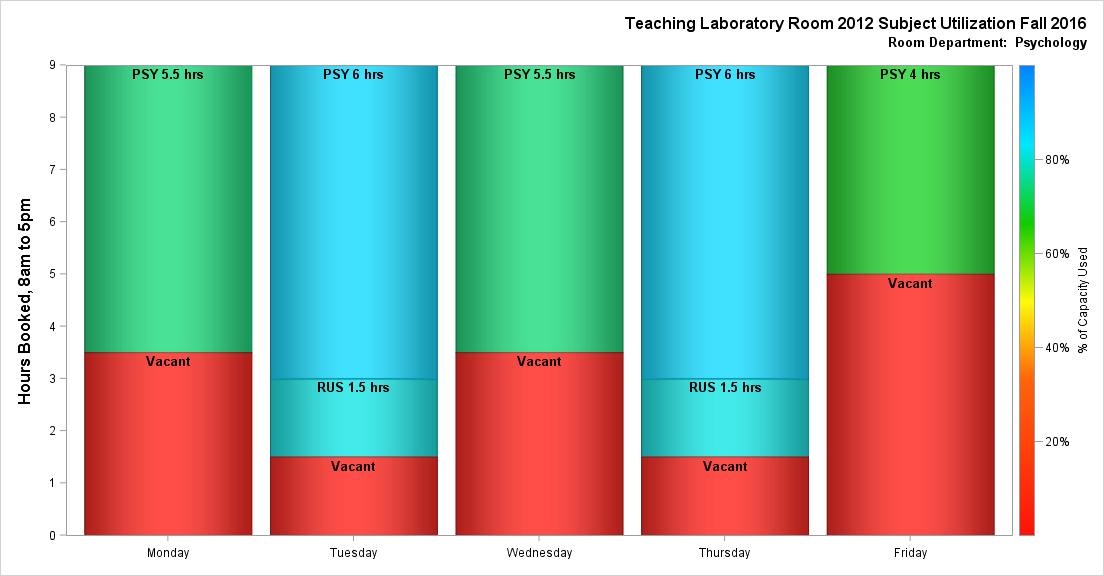 Teaching Laboratory Room 2012 Subject Utilization Fall 2016
Room Department:  Psychology
Hours Booked, 8am to 5pm
9
8
7
6
5
4
3
2
1
0
PSY 5.5 hrs
PSY 6 hrs
PSY 5.5 hrs
PSY 6 hrs
PSY 4 hrs
Vacant
Vacant
RUS 1.5 hrs
Vacant
RUS 1.5 hrs
Vacant
Vacant
Monday
Tuesday
Wednesday
Thursday
Friday
80%
60%
40%
20%
% of Capacity Used